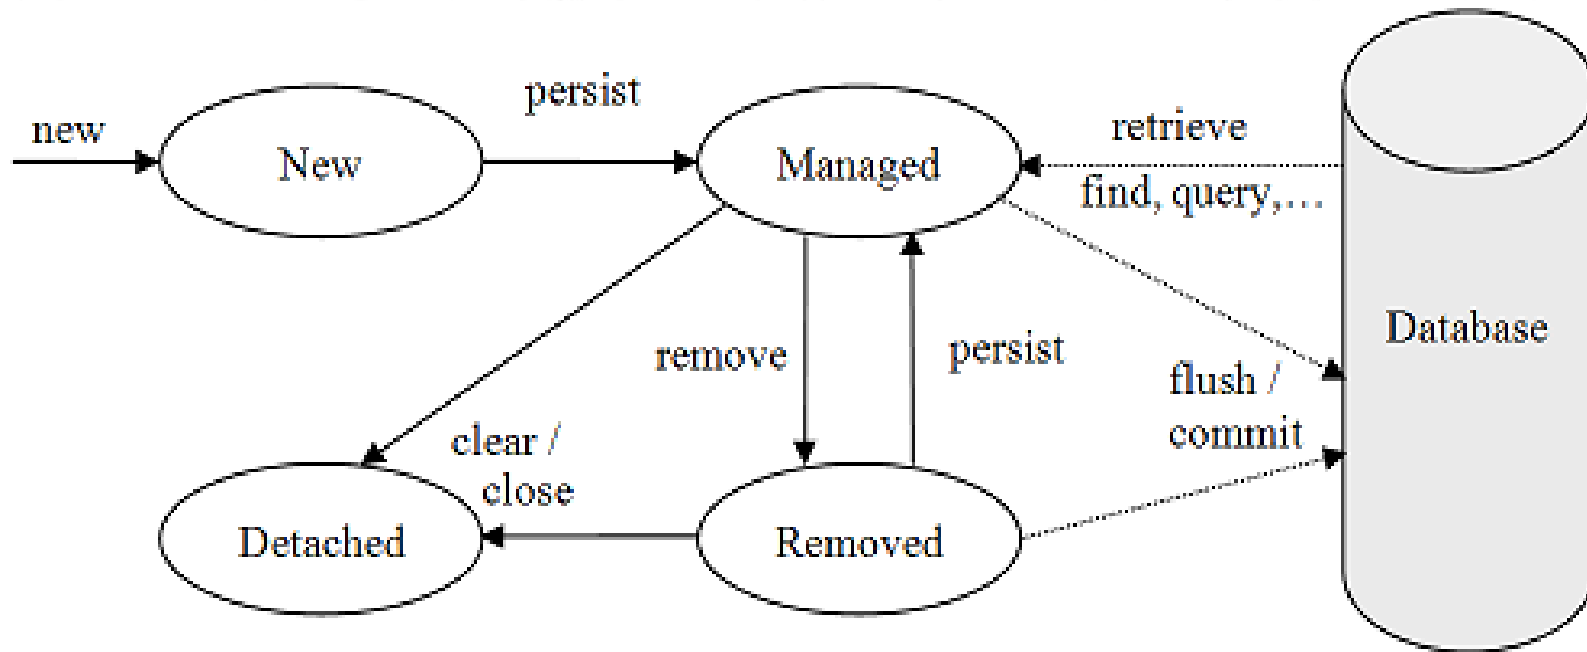 new
New
persist
Managed
retrieve
find, query,...
Database
remove
persist
flush /
commit
clear /
close
Detached
Removed